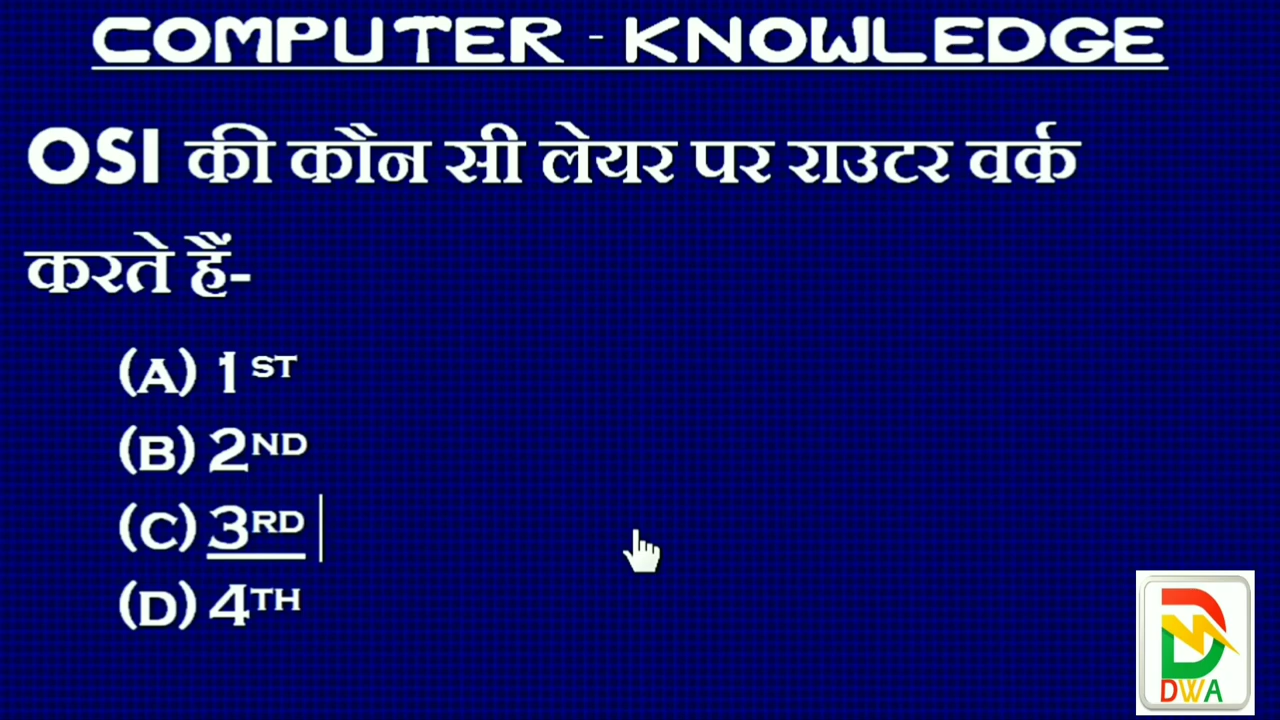 COMPUTER - KNOWLEDGE
OSI की कौन सी लेयर पर राउटर वर्क
करते हैं-
(A) 1ST
(B) 2ND
(C) 3RD
(D) 4TH
DWA